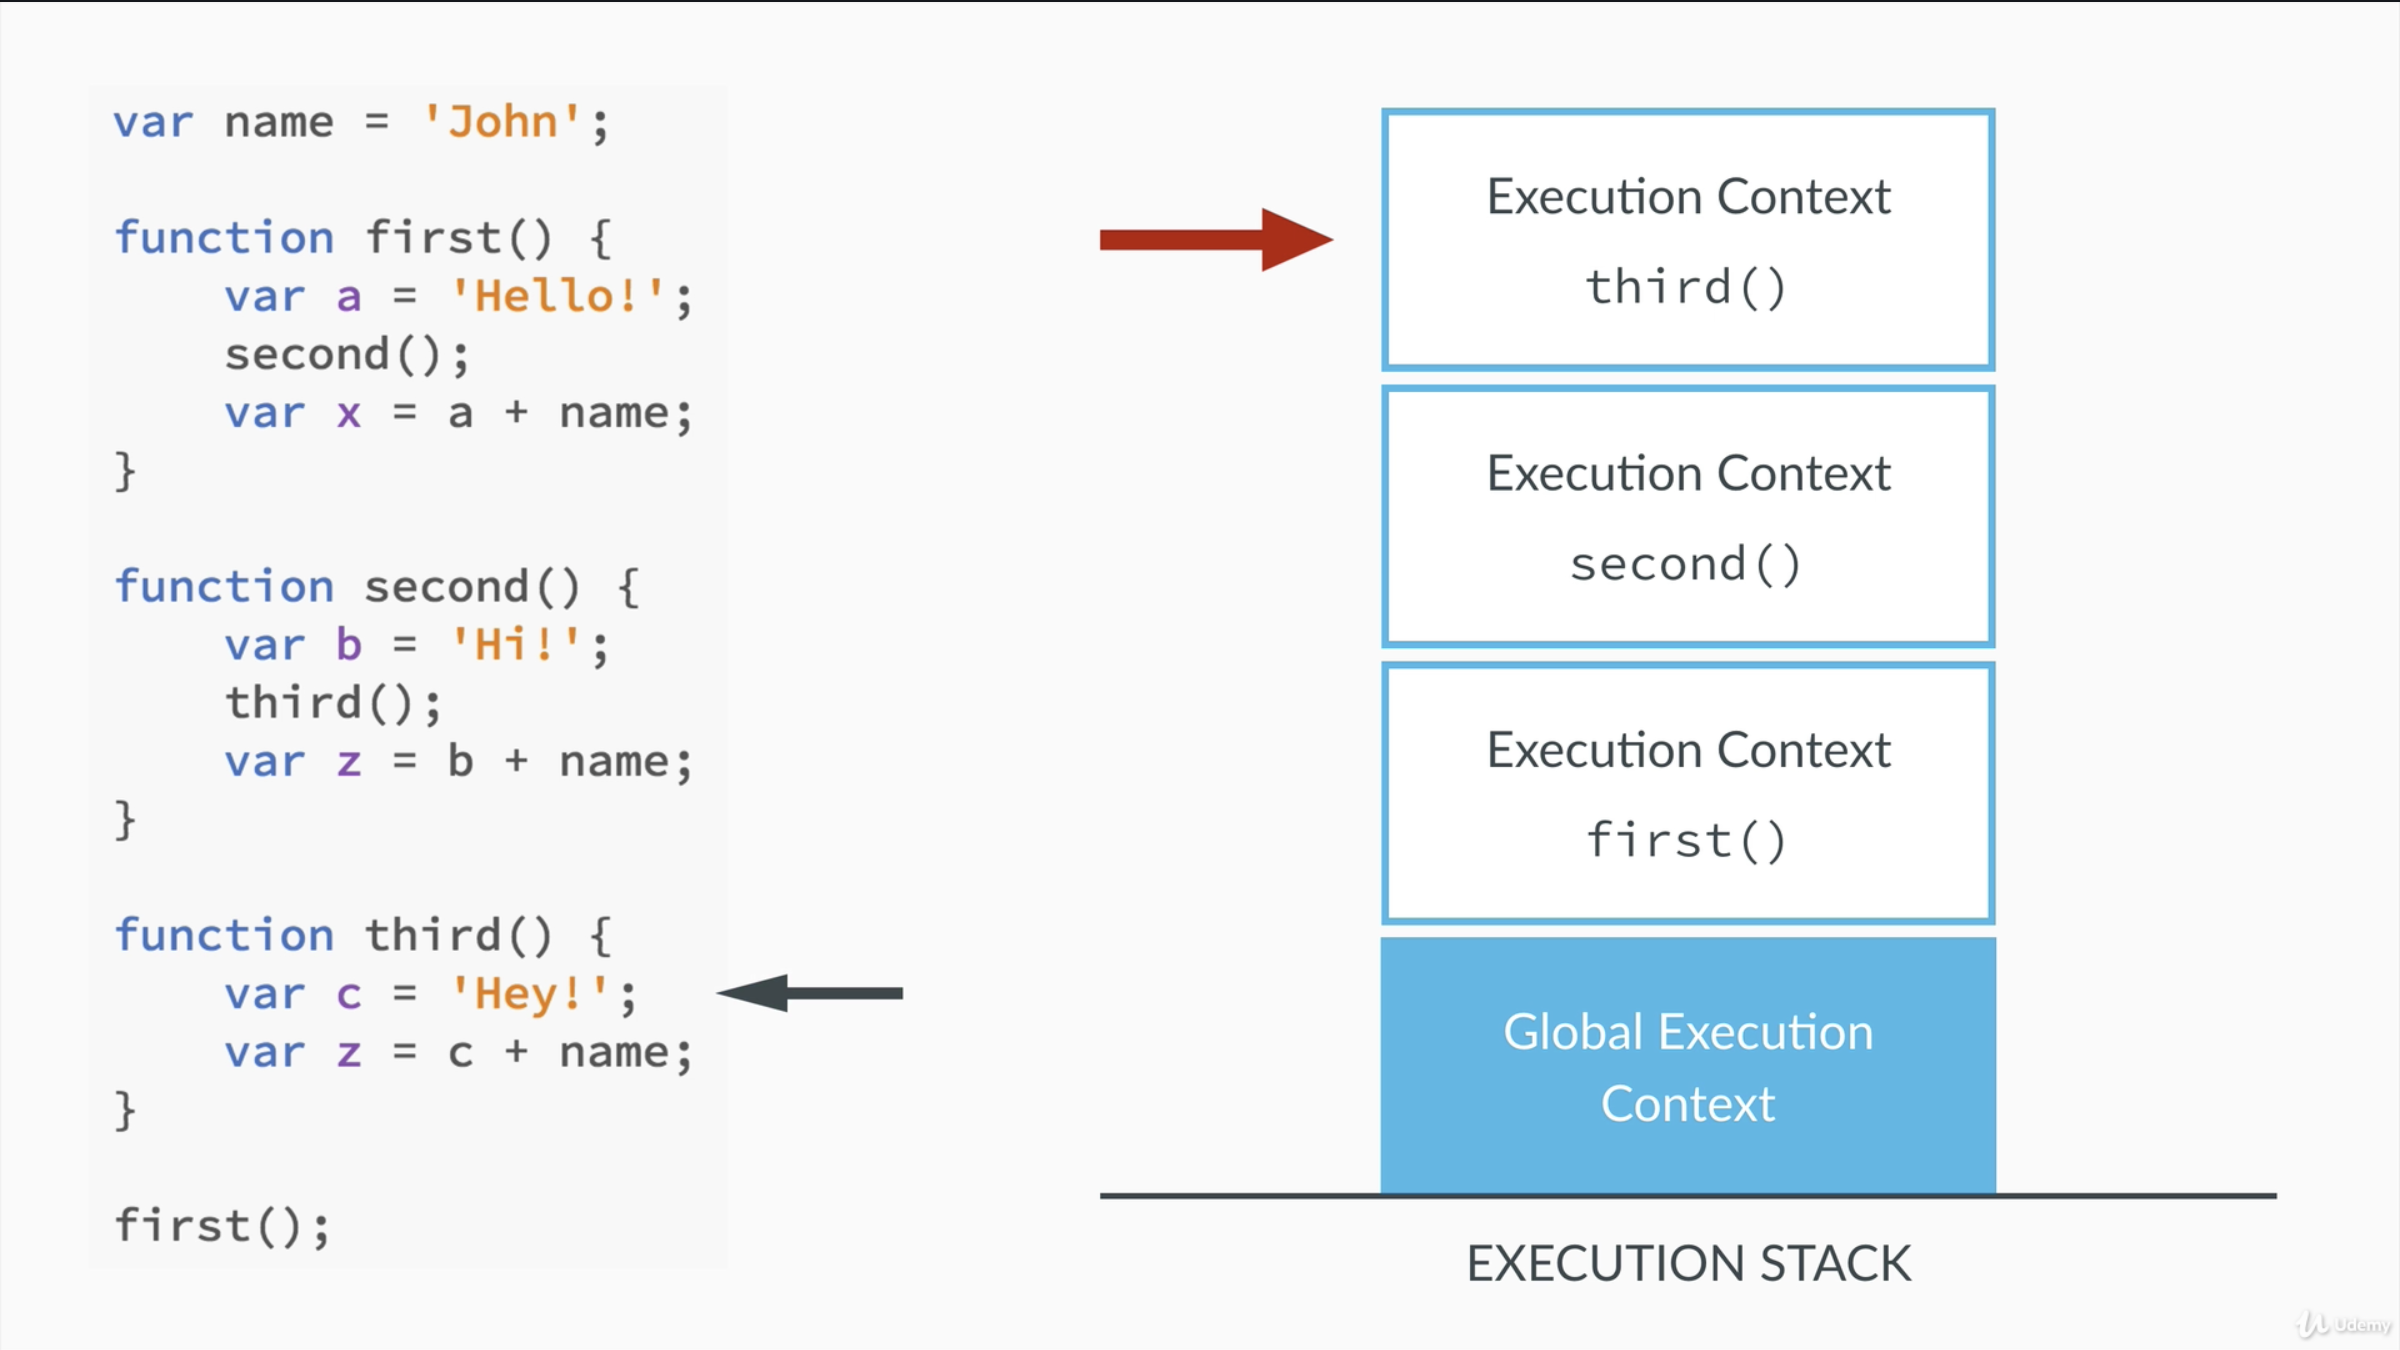 var name = 'John';
function first() {
    var a = 'Hello!';
    second();
    var x = a + name;
}
function second() {
    var b = 'Hi!';
    third();
    var z = b + name;
}
function third() {
    var c = 'Hey!';
    var z = c + name;
}
first();
Execution Context
third()
Execution Context
second()
Execution Context
first()
Global Execution
Context
EXECUTION STACK
Udemy